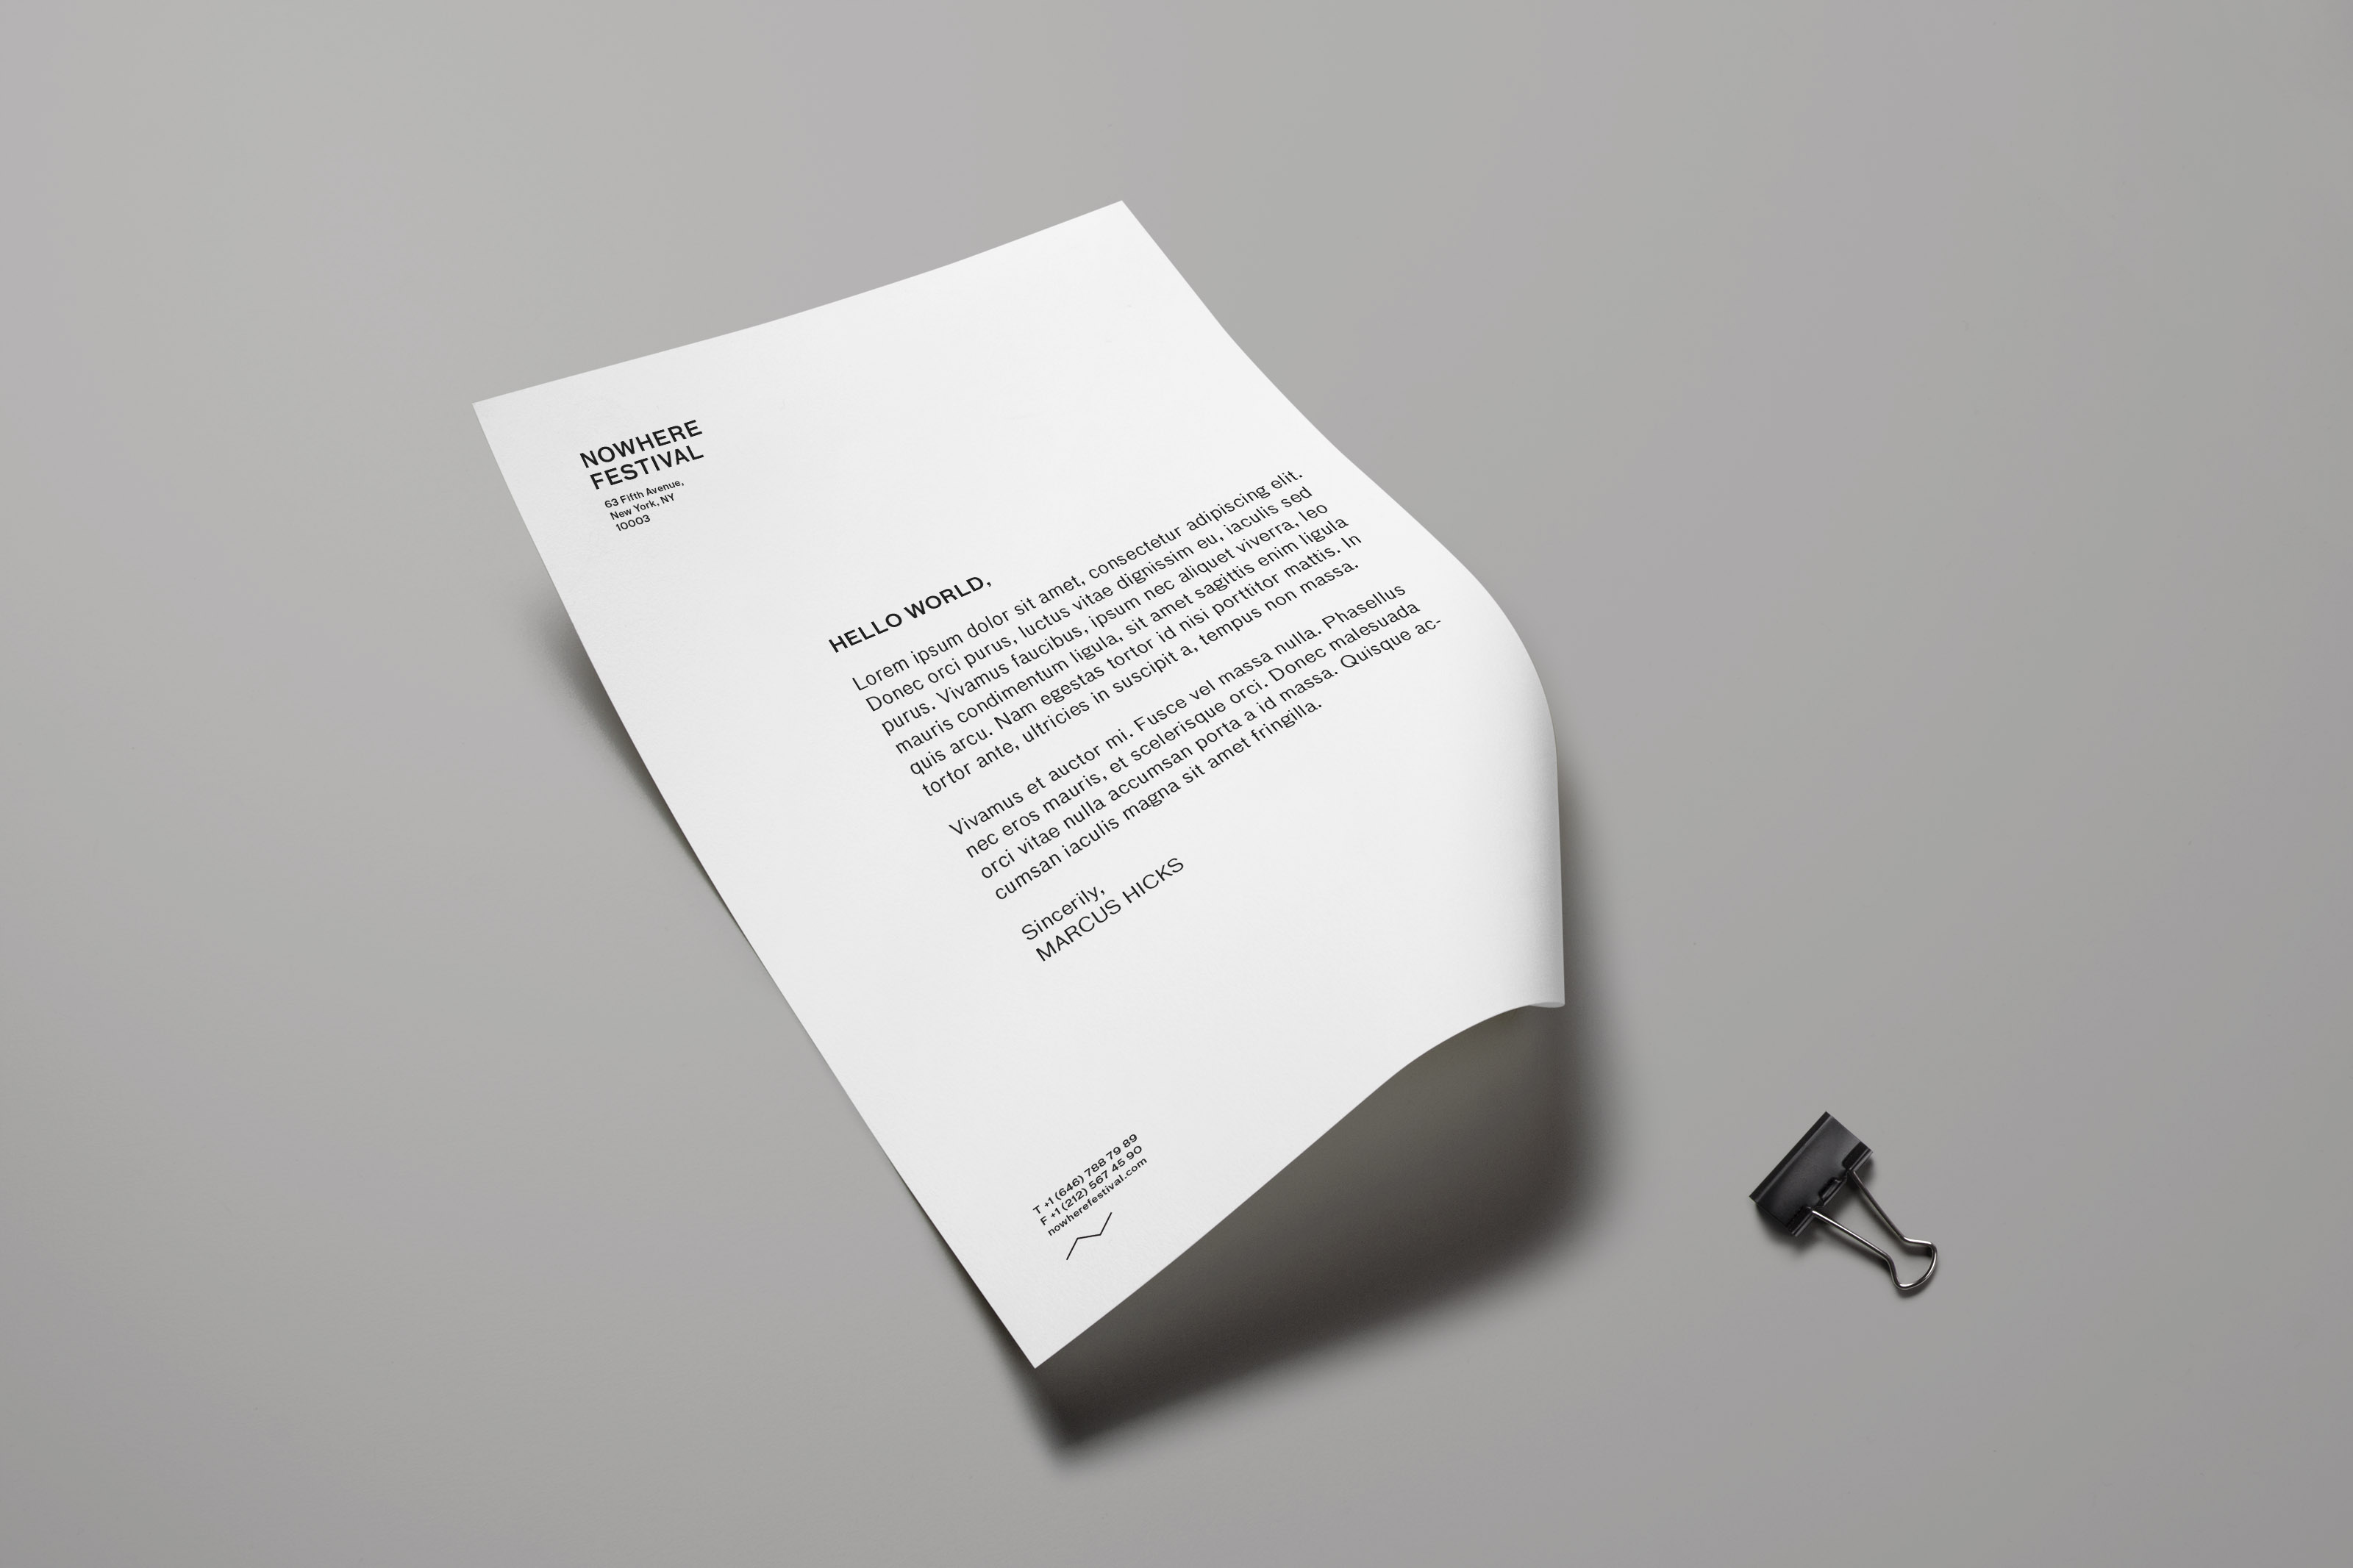 NOWHERE
FESTIVAL
63 Fifth Avenue,
New York, NY
10003
HELLO WORLD,
Lorem ipsum dolor sit amet, consectetur adipiscing elit.
Donec orci purus, luctus vitae dignissim eu, iaculis sed
purus. Vivamus faucibus, ipsum nec aliquet viverra, leo
mauris condimentum ligula, sit amet sagittis enim ligula
quis arcu. Nam egestas tortor id nisi porttitor mattis. In
tortor ante, ultricies in suscipit a, tempus non massa.
Vivamus et auctor mi. Fusce vel massa nulla. Phasellus
nec eros mauris, et scelerisque orci. Donec malesuada
orci vitae nulla accumsan porta a id massa. Quisque ac-
cumsan iaculis magna sit amet fringilla.
Sincerily,
MARCUS HICKS
T +1 (646) 788 79 89
F +1 (212) 567 45 90
nowherefestival.com